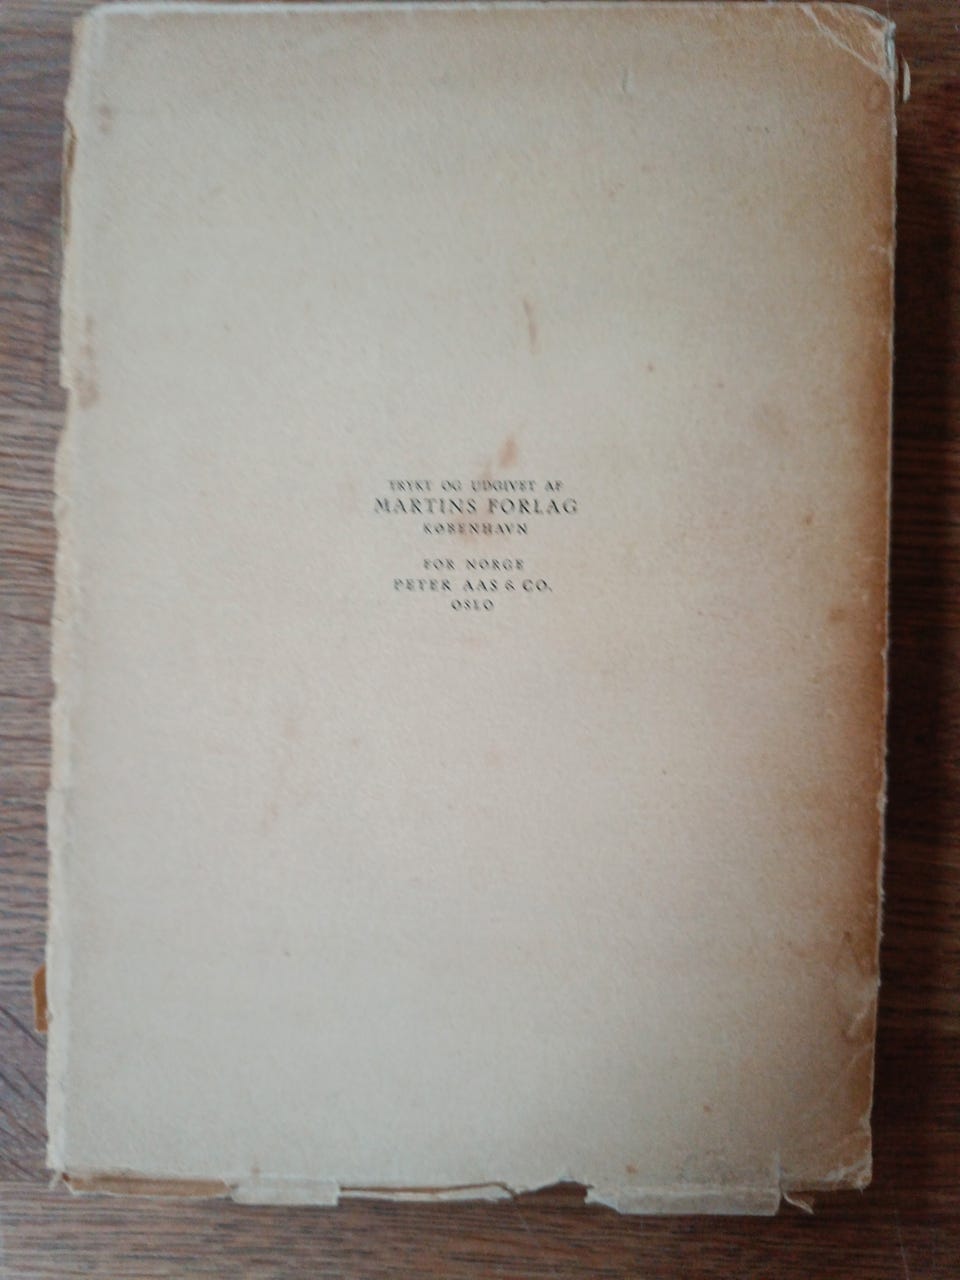 TRYKT OG UDGIVET AF
MARTINS FORLAG
KØBENHAVN
FOR NORGE
PETER AAS & CO.
OSLO